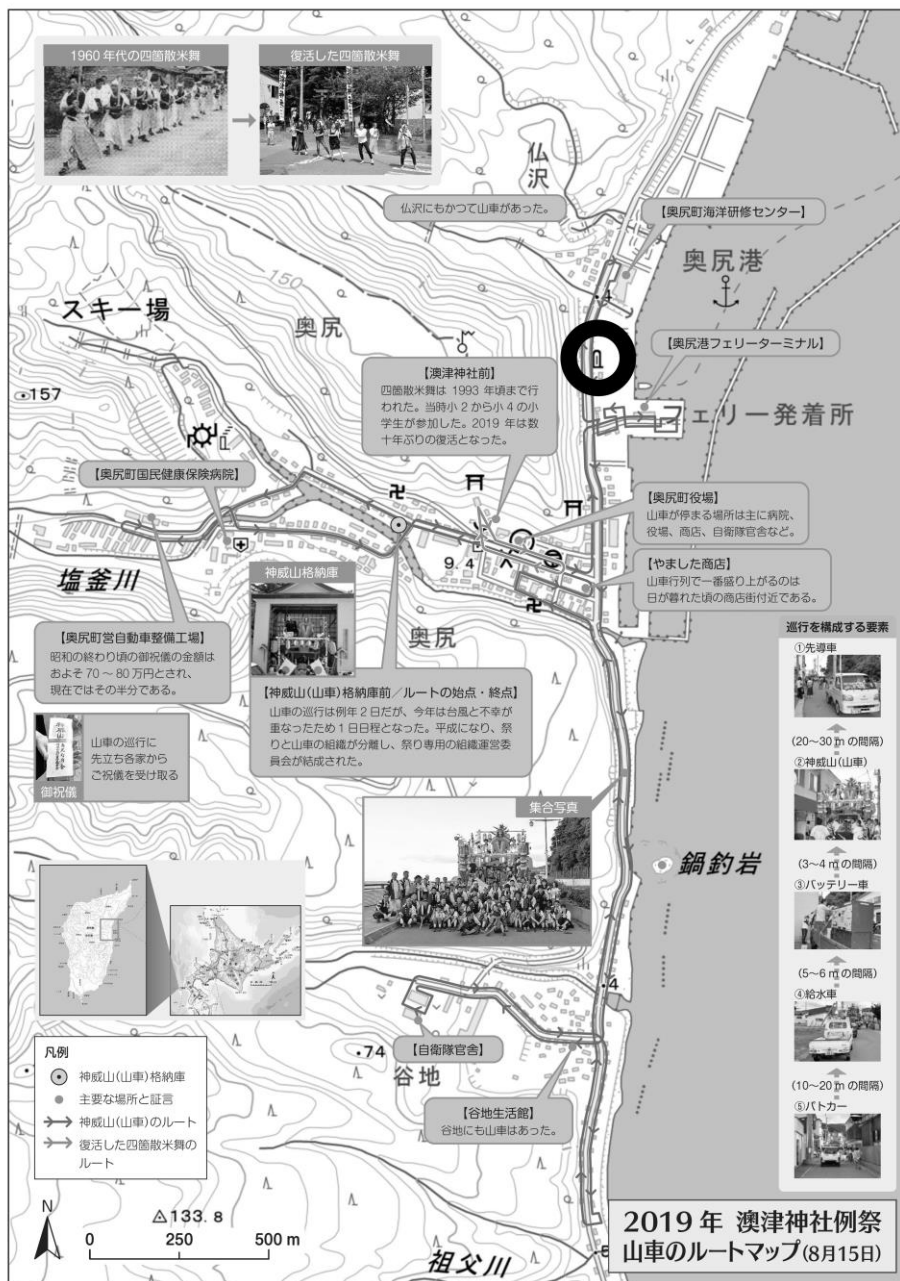 1960年代の四箇散米舞
復活した四箇散米舞
仏沢
仏沢にもかつて山車があった。
【奥尻町海洋研修センター】
奥尻港
4
150
スキー場
奥尻
【奥尻港フェリーターミナル】
フェリー発着所
157
【澳津神社前】
四箇散米舞は 1993 年頃まで行
われた。当時小 2 から小 4 の小
学生が参加した。2019 年は数
十年ぶりの復活となった。
【奥尻町国民健康保険病院】
【奥尻町役場】
山車が停まる場所は主に病院、
役場、商店、自衛隊官舎など。
9.4
【やました商店】
山車行列で一番盛り上がるのは
日が暮れた頃の商店街付近である。
塩釜川
神威山格納庫
奥尻
【奥尻町営自動車整備工場】
昭和の終わり頃の御祝儀の金額は
およそ 70 ～ 80 万円とされ、
現在ではその半分である。
【神威山(山車)格納庫前／ルートの始点・終点】
山車の巡行は例年 2 日だが、今年は台風と不幸が
重なったため 1 日日程となった。平成になり、祭
りと山車の組織が分離し、祭り専用の組織運営委
員会が結成された。
山車の巡行に
先立ち各家から
ご祝儀を受け取る
御祝儀
集合写真
鍋釣岩
巡行を構成する要素
①先導車
(20～30 m の間隔)
②神威山(山車)
(3～4 m の間隔)
③バッテリー車
(5～6 m の間隔)
④給水車
(10～20 m の間隔)
⑤パトカー
4
【自衛隊官舎】
74
谷地
【谷地生活館】
谷地にも山車はあった。
凡例
神威山(山車)格納庫
主要な場所と証言
神威山(山車)のルート
復活した四箇散米舞の
ルート
N
133.8
0 250 500 m
祖父川
2019 年 澳津神社例祭
山車のルートマップ(8月15日)